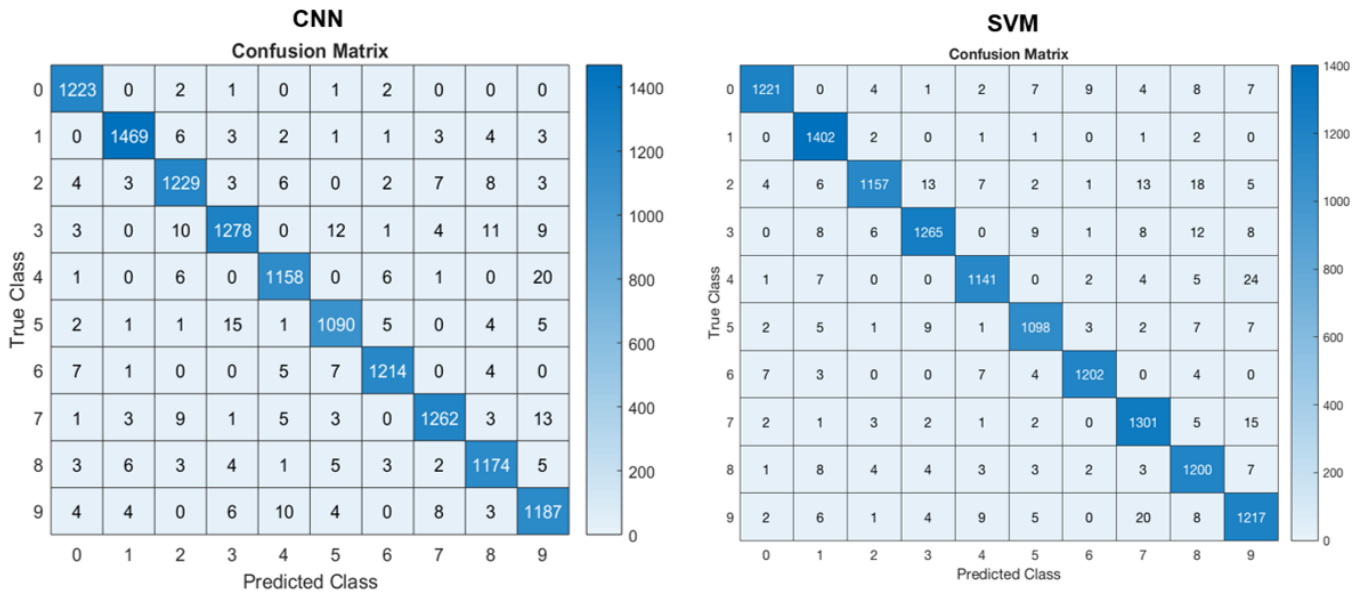 CNN
Confusion Matrix
0 1223 0 2 1 0 1 2 0 0 0
1 0 1469 6 3 2 1 1 3 4 3
2 4 3 1229 3 6 0 2 7 8 3
3 3 0 10 1278 0 12 1 4 11 9
4 1 0 6 0 1158 0 6 1 0 20
5 2 1 1 15 1 1090 5 0 4 5
6 7 1 0 0 5 7 1214 0 4 0
7 1 3 9 1 5 3 0 1262 3 13
8 3 6 3 4 1 5 3 2 1174 5
9 4 4 0 6 10 4 0 8 3 1187
0 1 2 3 4 5 6 7 8 9
True Class
Predicted Class
1400
1200
1000
800
600
400
200
0
SVM
Confusion Matrix
0 1221 0 4 1 2 7 9 4 8 7
1 0 1402 2 0 1 1 0 1 2 0
2 4 6 1157 13 7 2 1 13 18 5
3 0 8 6 1265 0 9 1 8 12 8
4 1 7 0 0 1141 0 2 4 5 24
5 2 5 1 9 1 1098 3 2 7 7
6 7 3 0 0 7 4 1202 0 4 0
7 2 1 3 2 1 2 0 1301 5 15
8 1 8 4 4 3 3 2 3 1200 7
9 2 6 1 4 9 5 0 20 8 1217
0 1 2 3 4 5 6 7 8 9
True Class
Predicted Class
1400
1200
1000
800
600
400
200
0